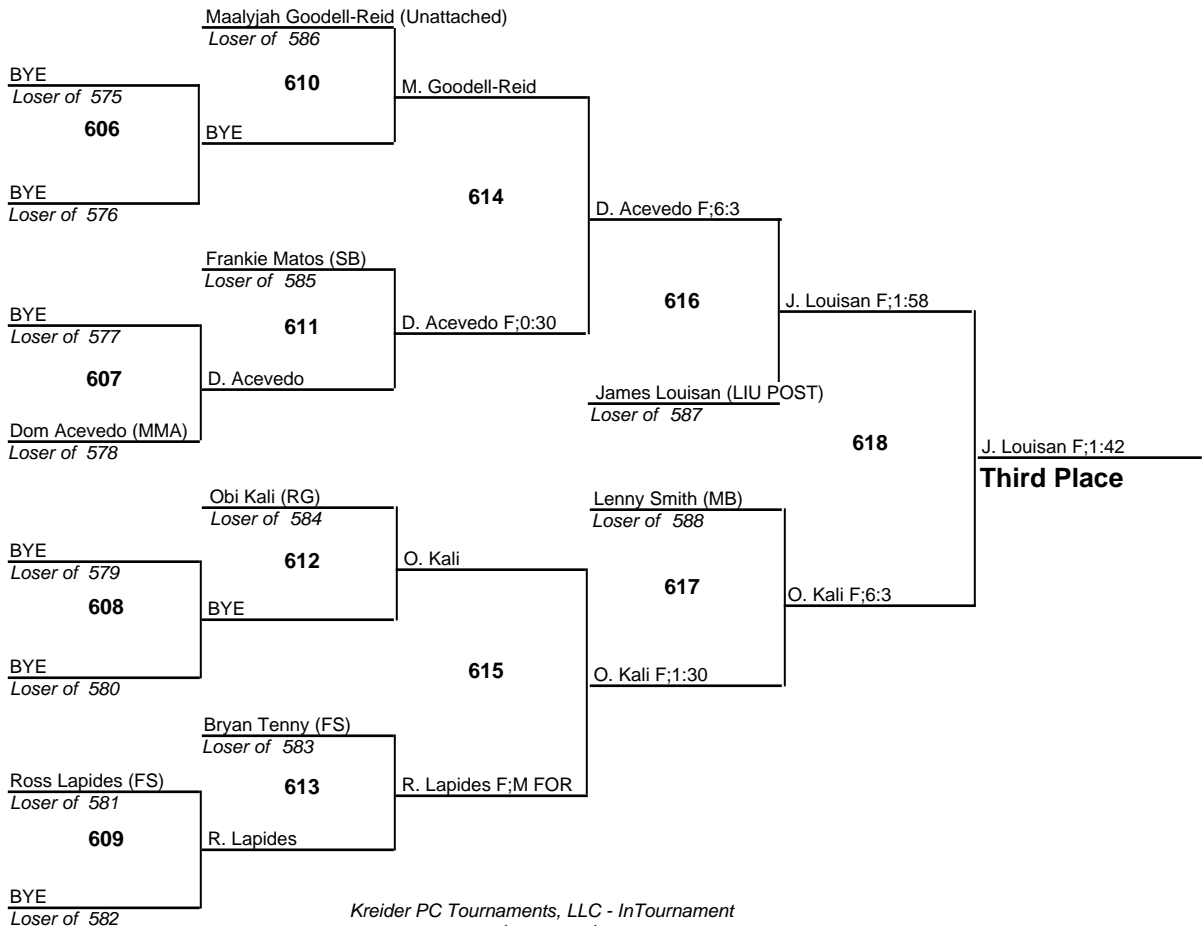 Maalyjah Goodell-Reid (Unattached)
Loser of 586
BYE
Loser of 575
610
M. Goodell-Reid
606
BYE
BYE
Loser of 576
614
D. Acevedo F;6:3
Frankie Matos (SB)
Loser of 585
616
J. Louisan F;1:58
BYE
Loser of 577
611
D. Acevedo F;0:30
607
D. Acevedo
James Louisan (LIU POST)
Loser of 587
Dom Acevedo (MMA)
Loser of 578
618
J. Louisan F;1:42
Third Place
Obi Kali (RG)
Loser of 584
Lenny Smith (MB)
Loser of 588
BYE
Loser of 579
612
O. Kali
617
608
BYE
O. Kali F;6:3
BYE
Loser of 580
615
O. Kali F;1:30
Bryan Tenny (FS)
Loser of 583
Ross Lapides (FS)
Loser of 581
613
R. Lapides F;M FOR
609
R. Lapides
BYE
Loser of 582
Kreider PC Tournaments, LLC - InTournament